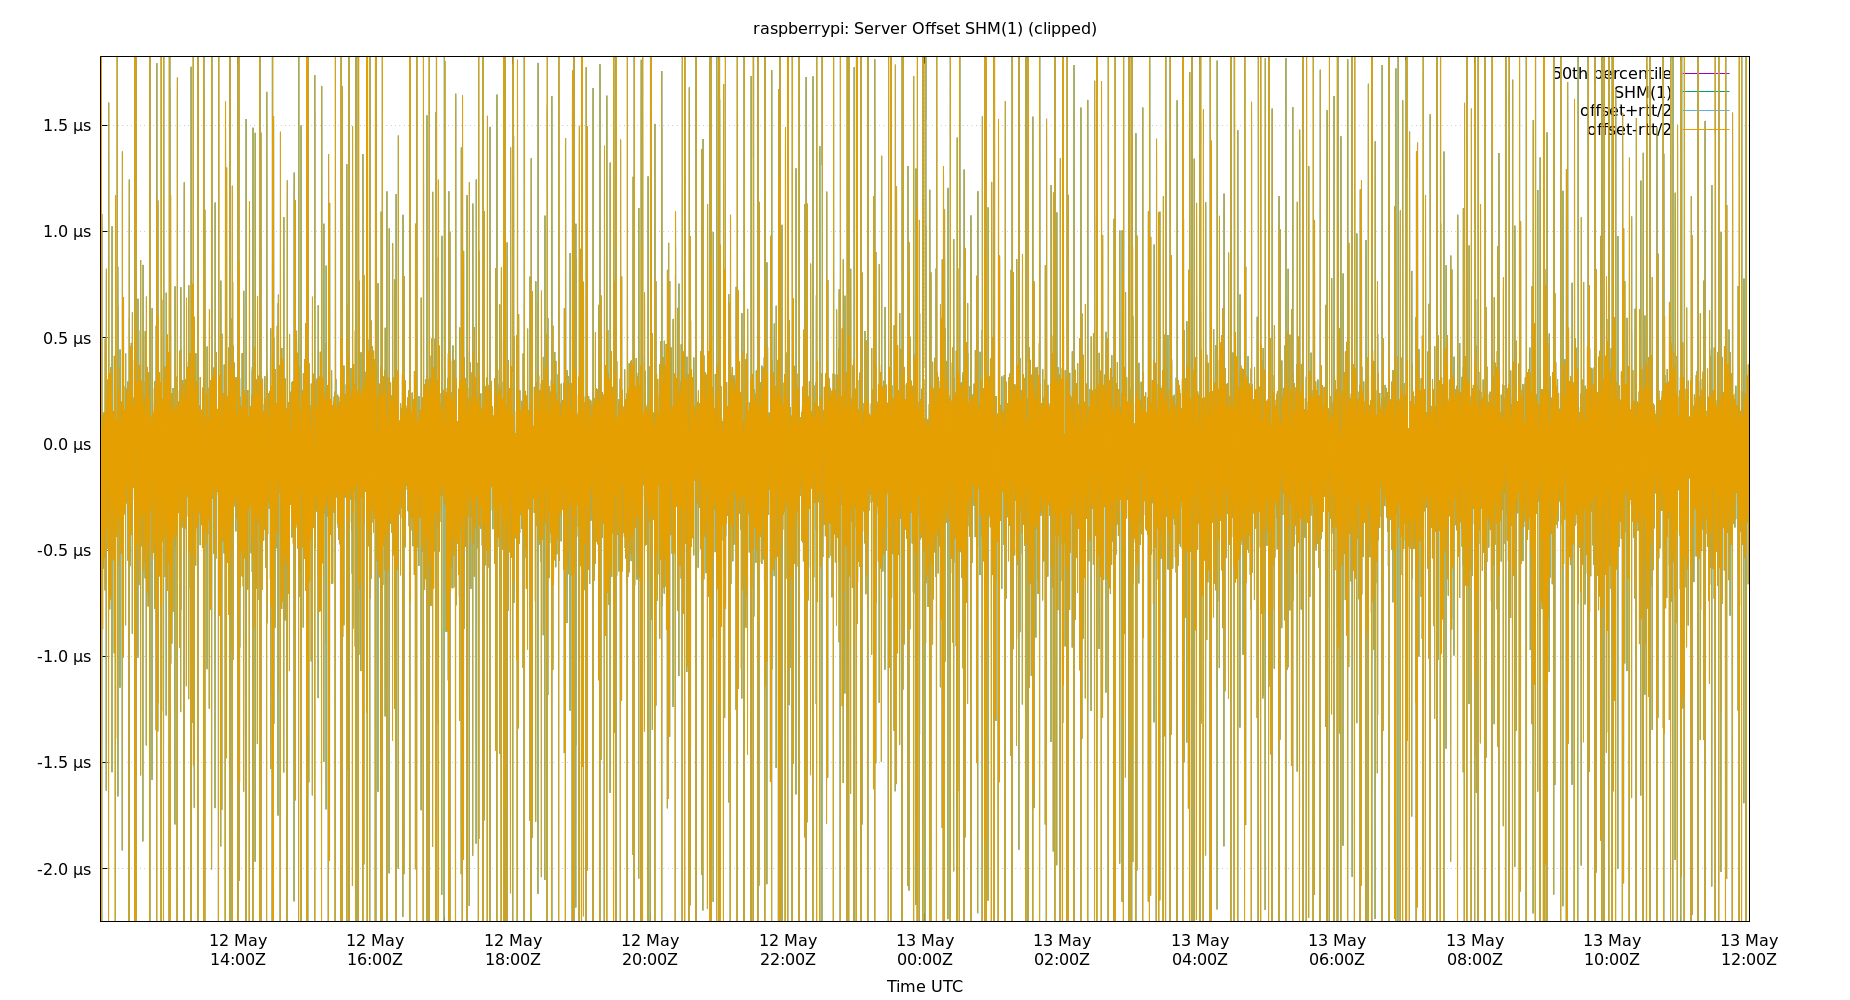 raspberrypi: Server Offset SHM(1) (clipped)
50th percentile
SHM(1)
offset+rtt/2
offset-rtt/2
1.5 µs
1.0 µs
0.5 µs
0.0 µs
-0.5 µs
-1.0 µs
-1.5 µs
-2.0 µs
12 May 12 May 12 May 12 May 12 May 13 May 13 May 13 May 13 May 13 May 13 May 13 May
14:00Z 16:00Z 18:00Z 20:00Z 22:00Z 00:00Z 02:00Z 04:00Z 06:00Z 08:00Z 10:00Z 12:00Z
Time UTC